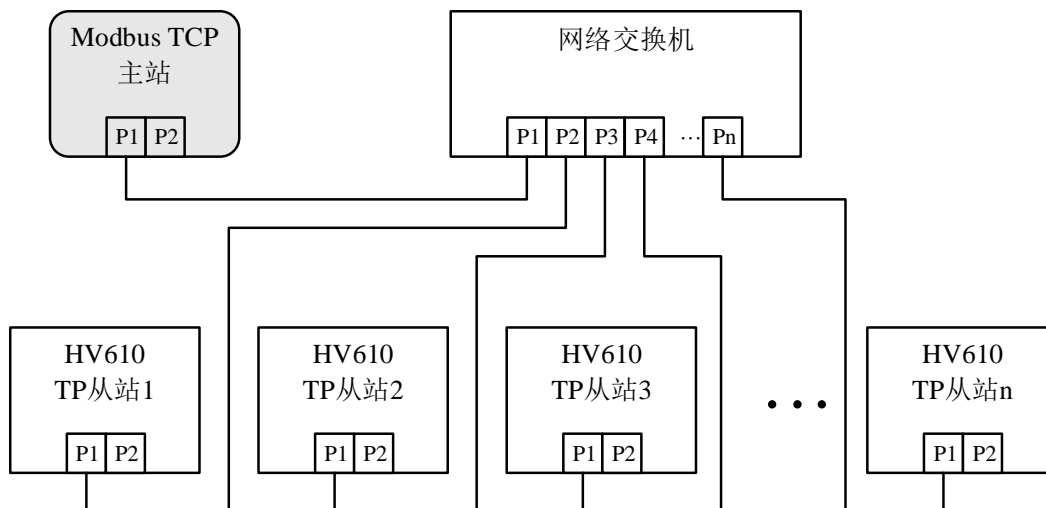 Modbus TCP
主站
P1 P2
网络交换机
P1 P2 P3 P4 … Pn
HV610
TP从站1
P1 P2
HV610
TP从站2
P1 P2
HV610
TP从站3
P1 P2
HV610
TP从站n
P1 P2